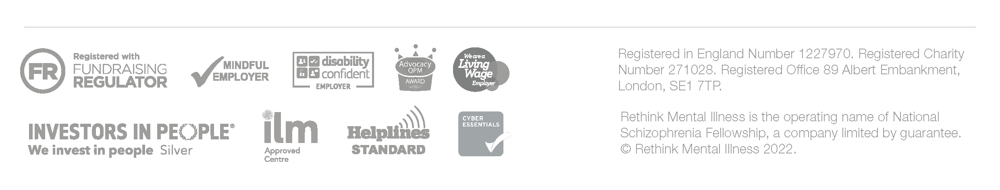 FR
Registered with
FUNDRAISING
REGULATOR
MINDFUL
EMPLOYER
disability
confident
EMPLOYER
Advocacy
QPM
AWARD
We are a
Living
Wage
Employer
INVESTORS IN PEOPLE®
We invest in people Silver
ilm
Approved
Centre
Helplines
STANDARD
CYBER
ESSENTIALS
Registered in England Number 1227970. Registered Charity
Number 271028. Registered Office 89 Albert Embankment,
London, SE1 7TP.
Rethink Mental Illness is the operating name of National
Schizophrenia Fellowship, a company limited by guarantee.
© Rethink Mental Illness 2022.